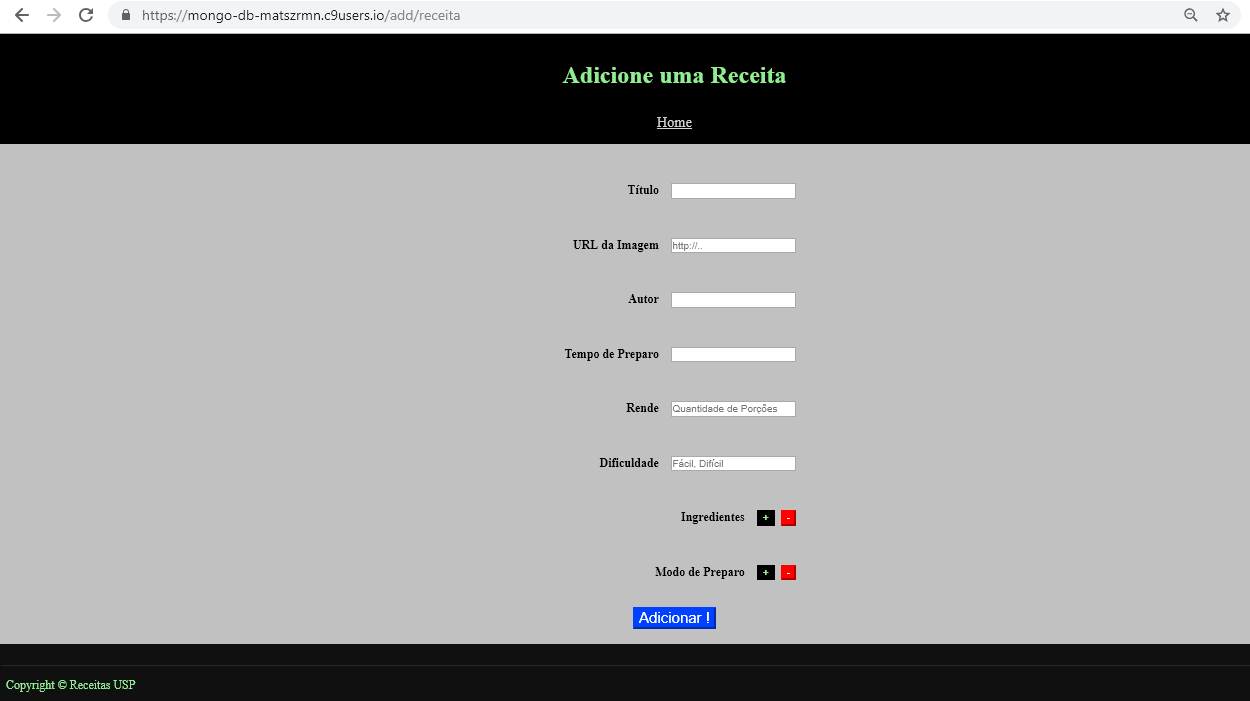 https://mongo-db-matszrmn.c9users.io/add/receita
Adicione uma Receita
Home
Título
URL da Imagem http://..
Autor
Tempo de Preparo
Rende Quantidade de Porções
Dificuldade Fácil, Difícil
Ingredientes + -
Modo de Preparo + -
Adicionar !
Copyright © Receitas USP